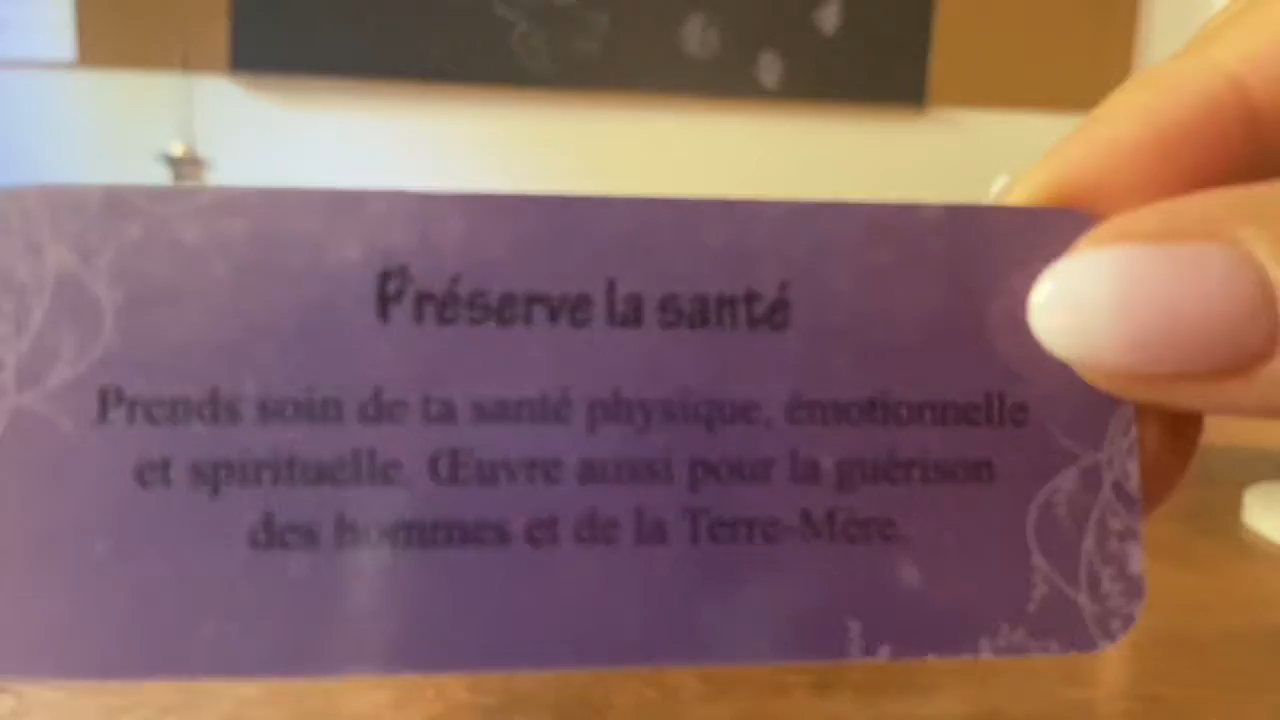 Préserve la santé
Prends soin de ta santé physique, émotionnelle
et spirituelle. Œuvre aussi pour la guérison
des hommes et de la Terre-Mère.